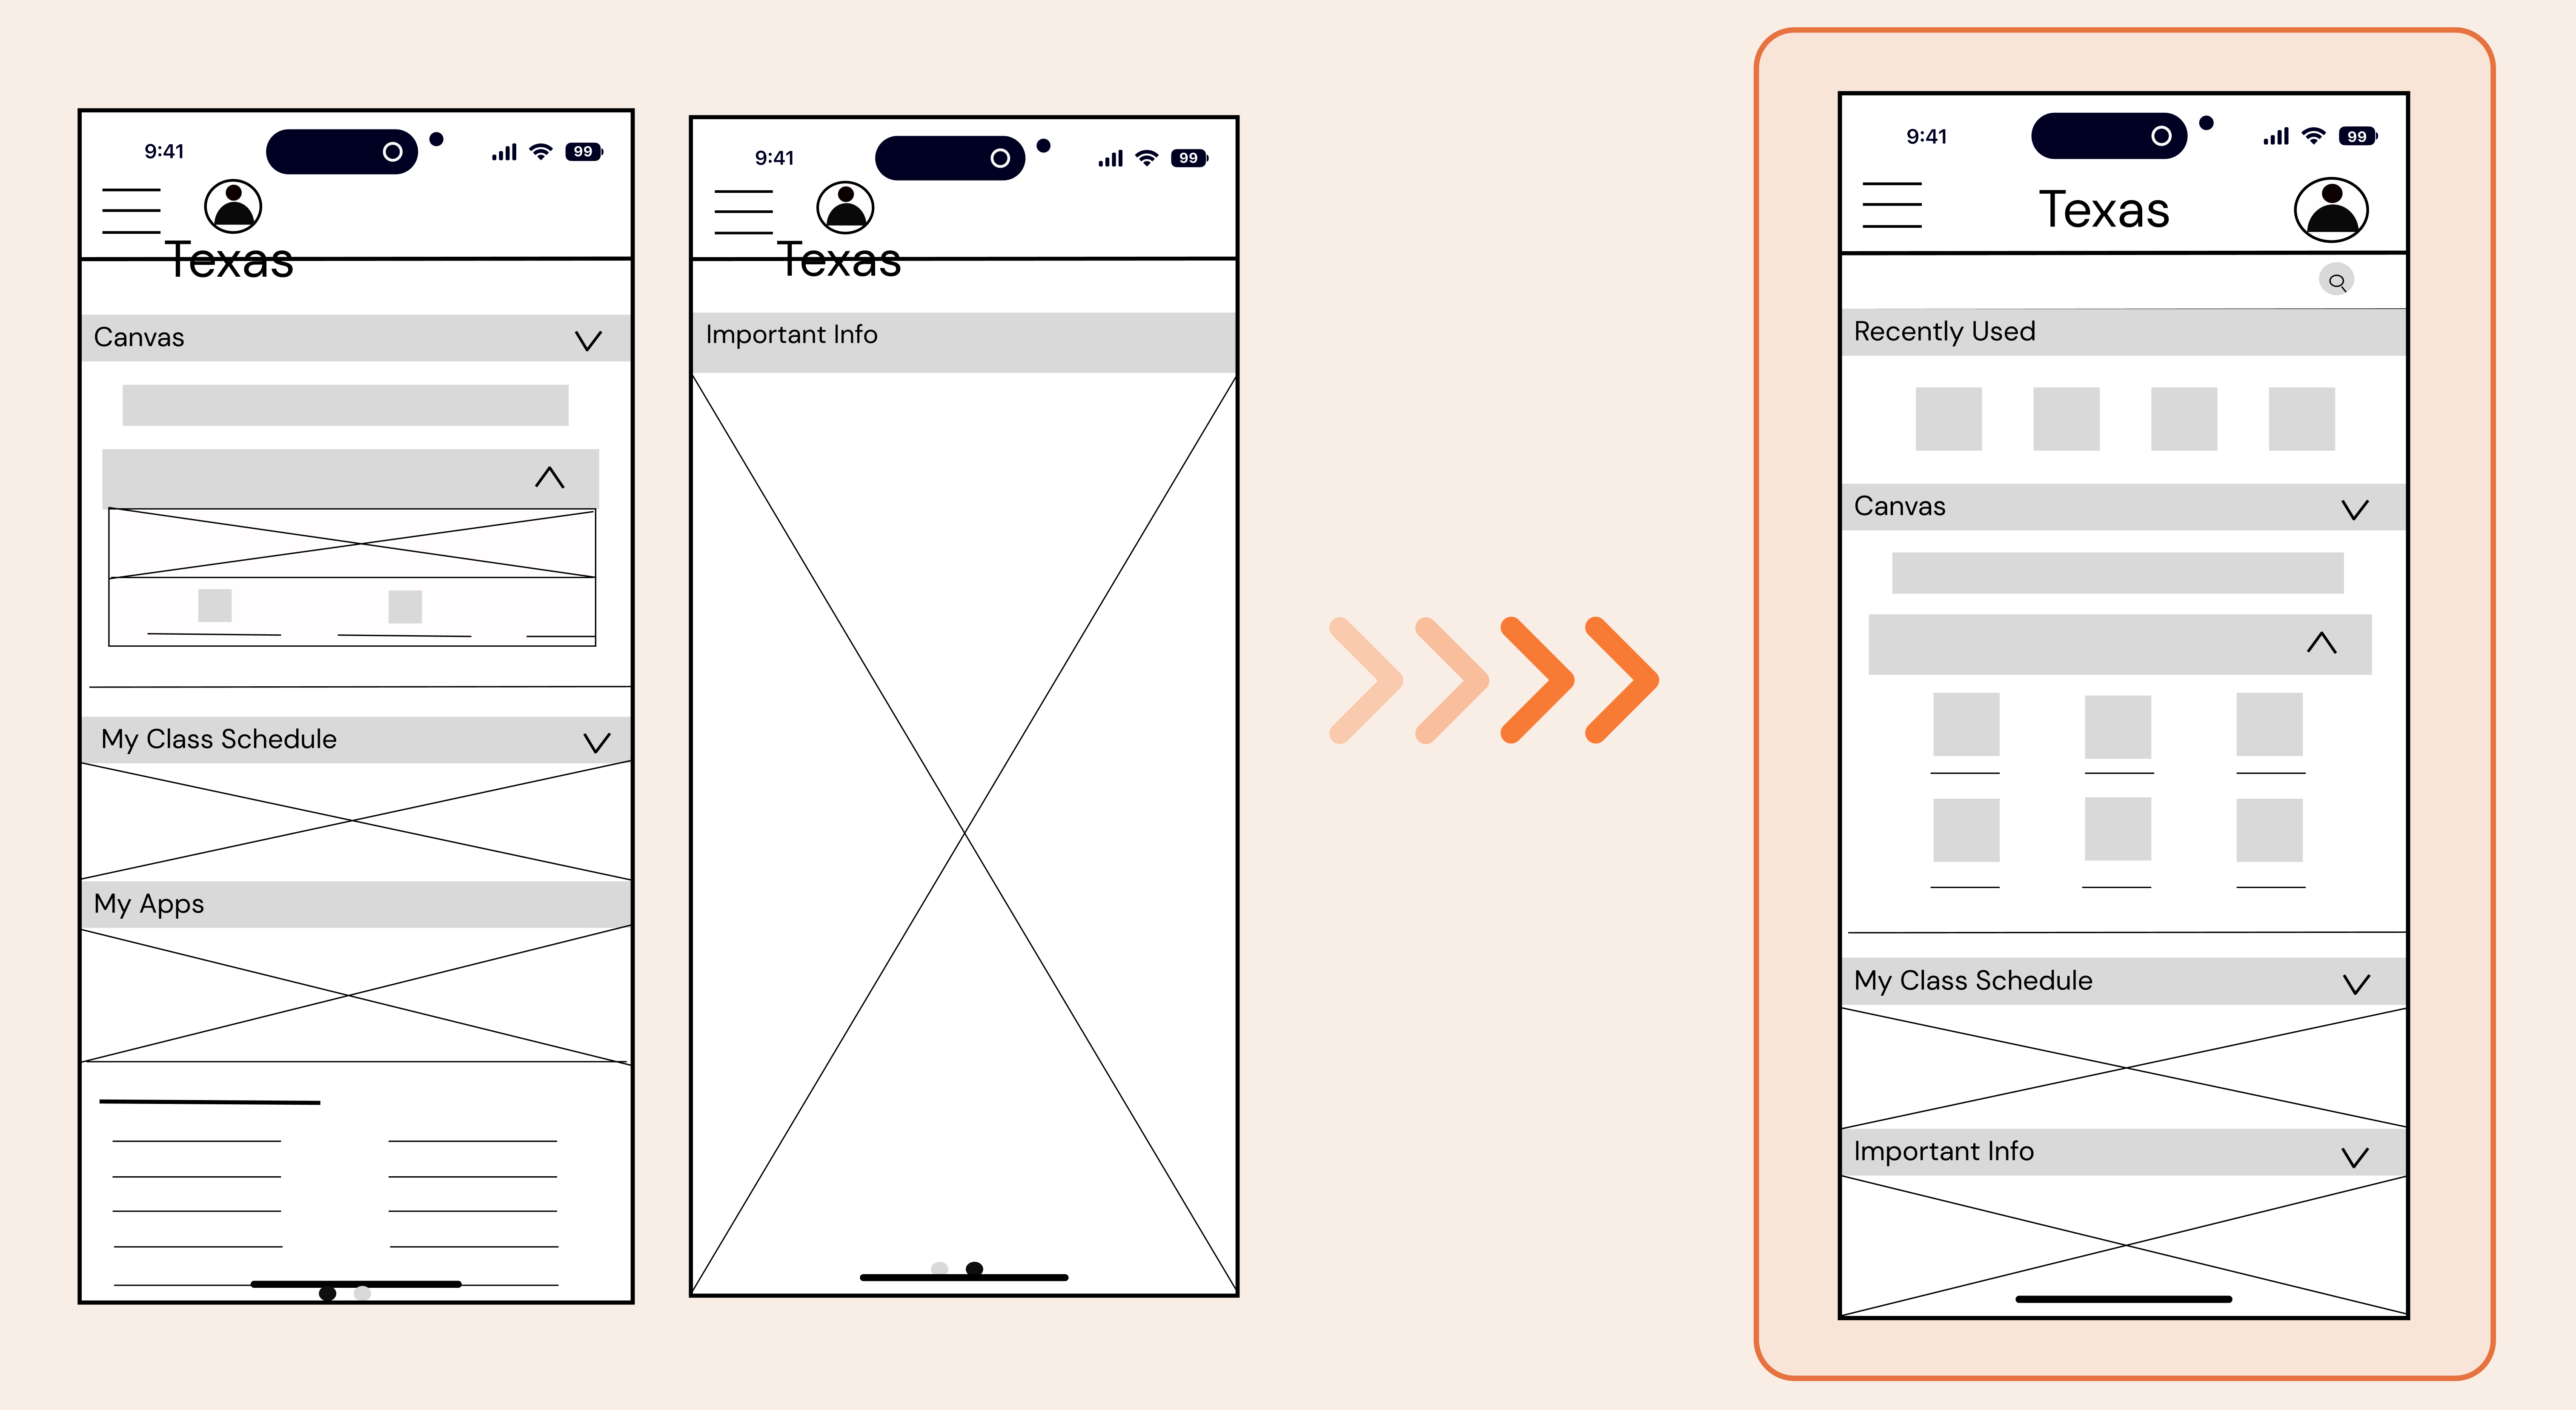 9:41
99
Texas
Canvas
My Class Schedule
My Apps
9:41
99
Texas
Important Info
9:41
99
Texas
Recently Used
Canvas
My Class Schedule
Important Info